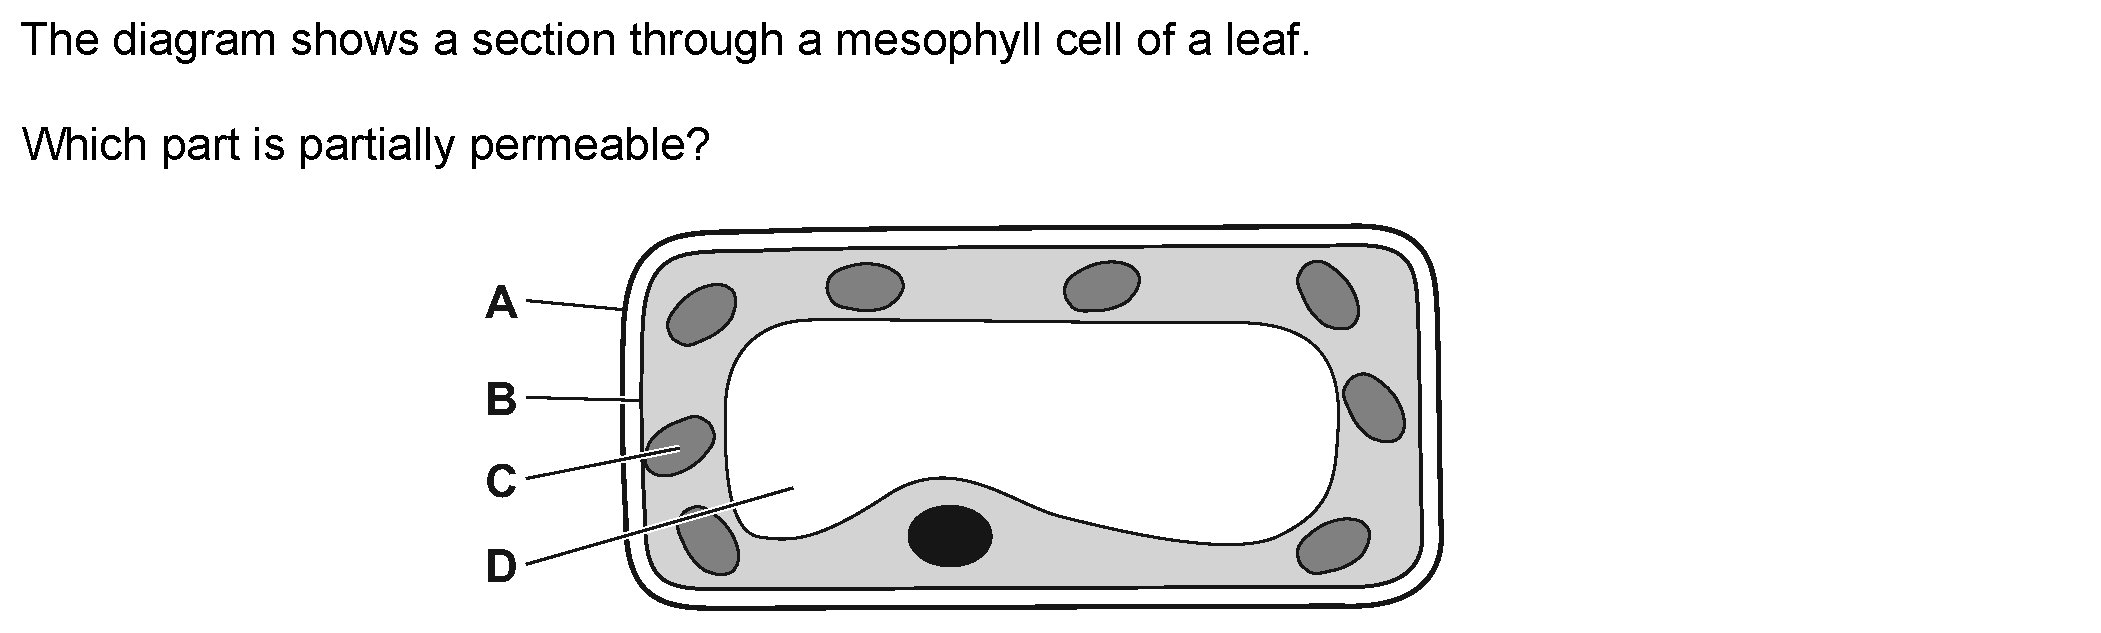 The diagram shows a section through a mesophyll cell of a leaf.
Which part is partially permeable?
A
B
C
D